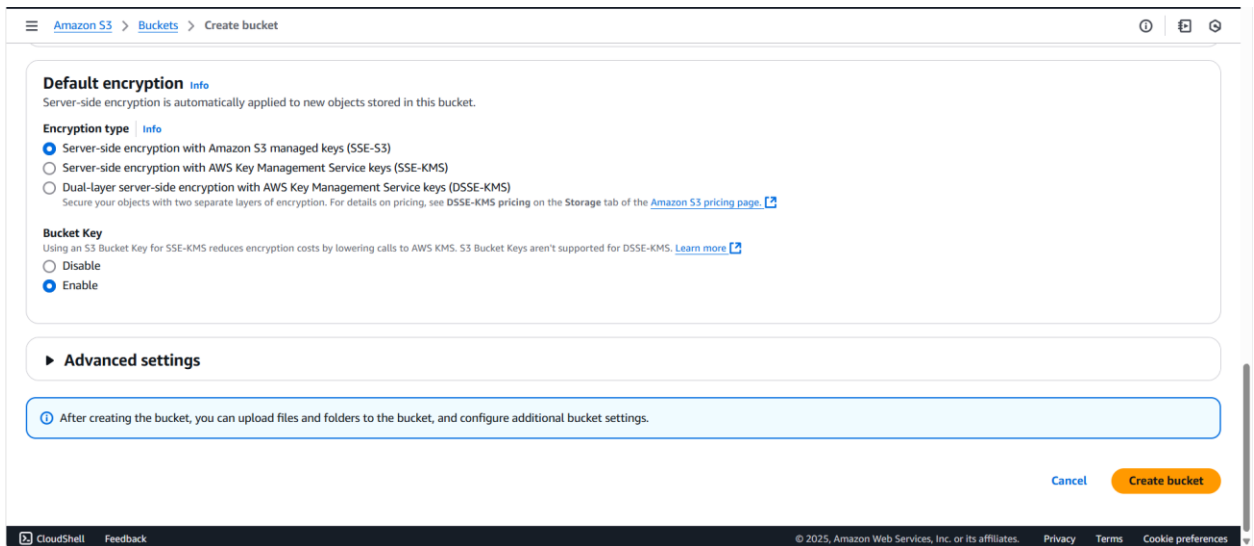 Amazon S3 > Buckets > Create bucket
Default encryption Info
Server-side encryption is automatically applied to new objects stored in this bucket.
Encryption type Info
Server-side encryption with Amazon S3 managed keys (SSE-S3)
Server-side encryption with AWS Key Management Service keys (SSE-KMS)
Dual-layer server-side encryption with AWS Key Management Service keys (DSSE-KMS)
Secure your objects with two separate layers of encryption. For details on pricing, see DSSE-KMS pricing on the Storage tab of the Amazon S3 pricing page.
Bucket Key
Using an S3 Bucket Key for SSE-KMS reduces encryption costs by lowering calls to AWS KMS. S3 Bucket Keys aren't supported for DSSE-KMS. Learn more
Disable
Enable
Advanced settings
After creating the bucket, you can upload files and folders to the bucket, and configure additional bucket settings.
Cancel Create bucket
CloudShell Feedback © 2025, Amazon Web Services, Inc. or its affiliates. Privacy Terms Cookie preferences